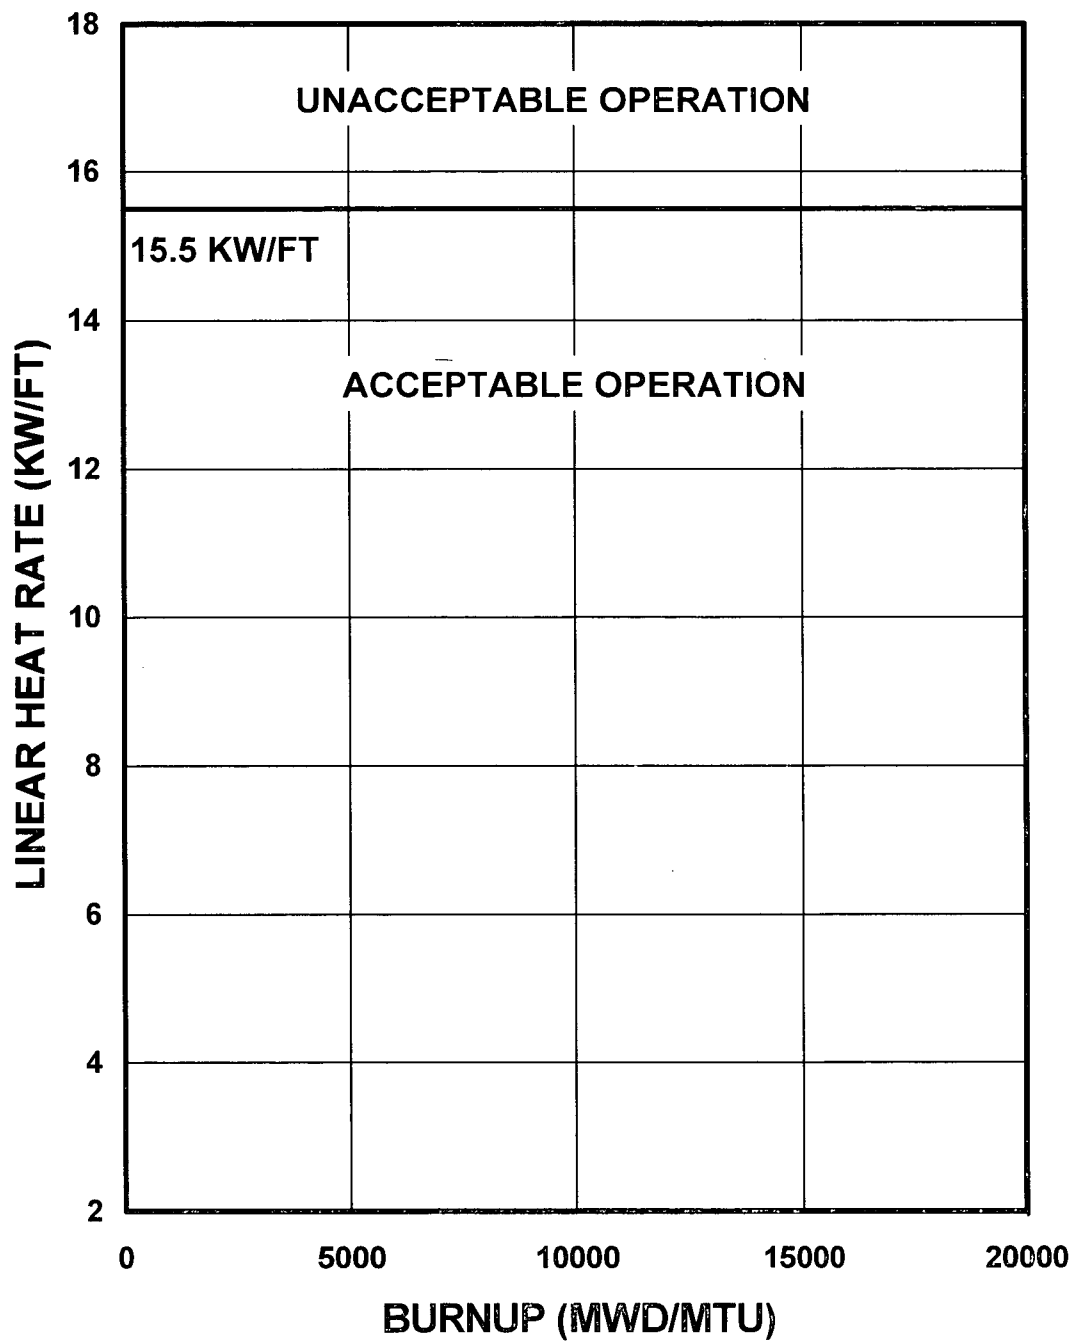 18
UNACCEPTABLE OPERATION
16
15.5 KW/FT
14
ACCEPTABLE OPERATION
12
10
8
6
4
2
LINEAR HEAT RATE (KW/FT)
0 5000 10000 15000 20000
BURNUP (MWD/MTU)